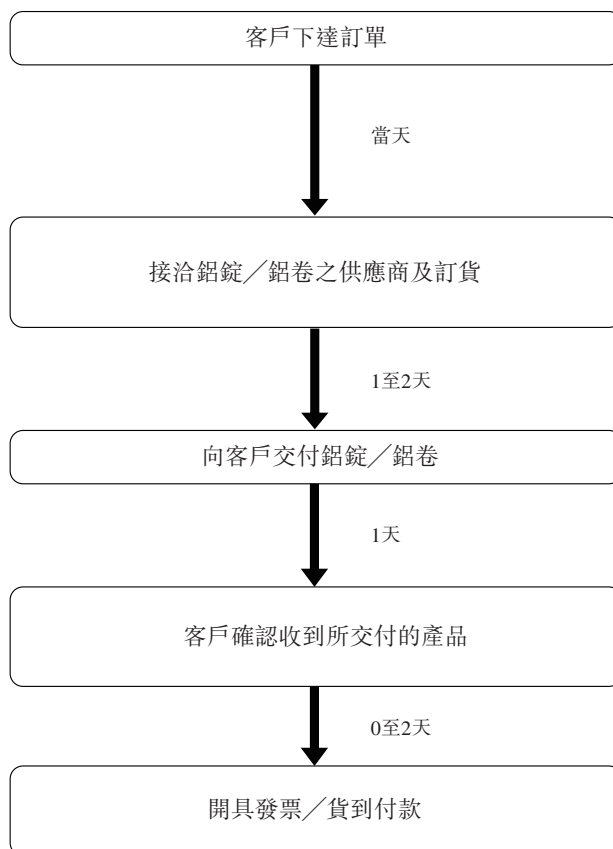 客戶下達訂單
當天
接洽鋁錠／鋁卷之供應商及訂貨
1至2天
向客戶交付鋁錠／鋁卷
1天
客戶確認收到所交付的產品
0至2天
開具發票／貨到付款